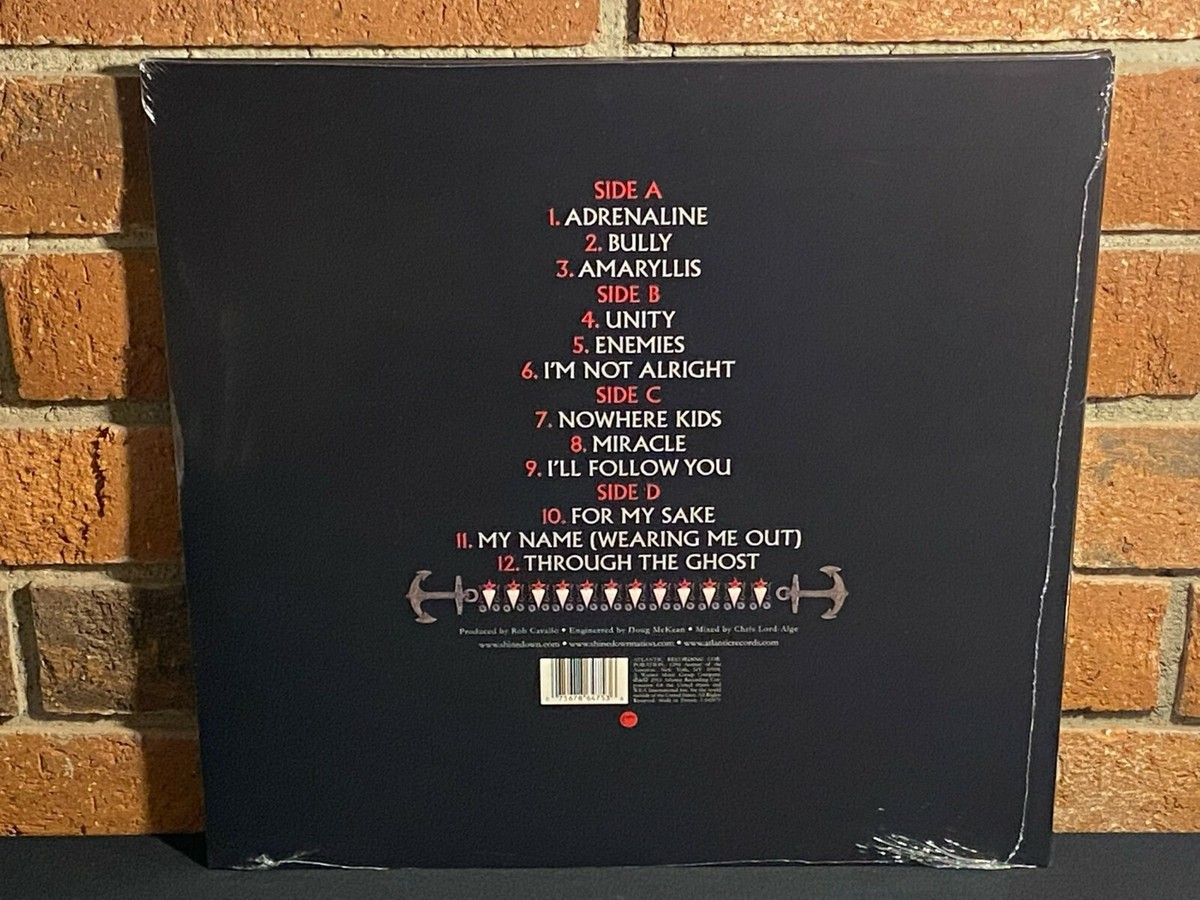 SIDE A
1. ADRENALINE
2. BULLY
3. AMARYLLIS
SIDE B
4. UNITY
5. ENEMIES
6. I'M NOT ALRIGHT
SIDE C
7. NOWHERE KIDS
8. MIRACLE
9. I'LL FOLLOW YOU
SIDE D
10. FOR MY SAKE
11. MY NAME (WEARING ME OUT)
12. THROUGH THE GHOST
Produced by Rob Cavallo • Engineered by Doug McKean • Mixed by Chris Lord-Alge
www.shinedown.com • www.shinedownnation.com • www.atlanticrecords.com